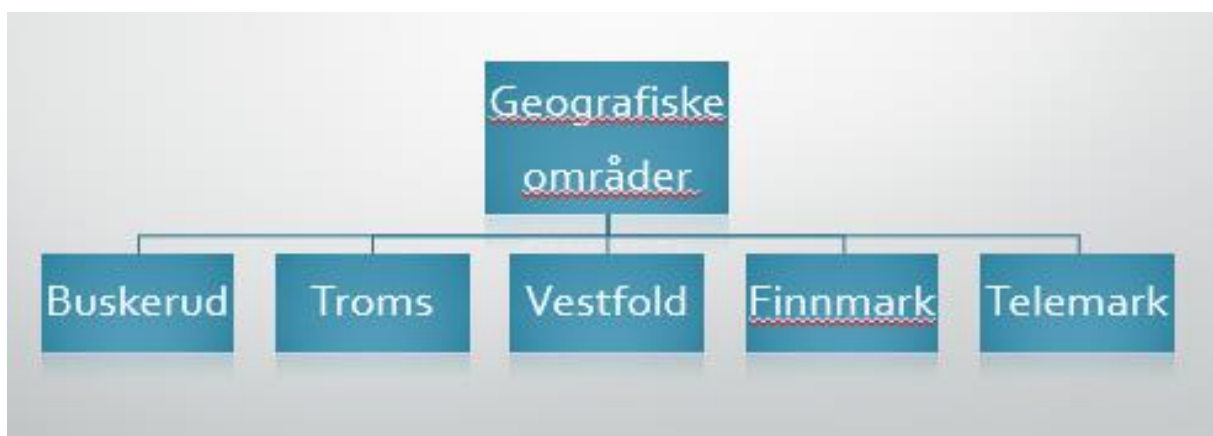 Geografiske
områder
Buskerud
Troms
Vestfold
Finnmark
Telemark